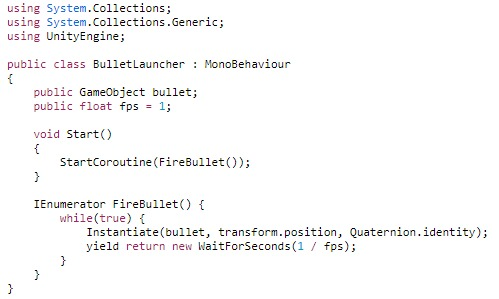 using System.Collections;
using System.Collections.Generic;
using UnityEngine;

public class BulletLauncher : MonoBehaviour
{
    public GameObject bullet;
    public float fps = 1;

    void Start()
    {
        StartCoroutine(FireBullet());
    }

    IEnumerator FireBullet() {
        while(true) {
            Instantiate(bullet, transform.position, Quaternion.identity);
            yield return new WaitForSeconds(1 / fps);
        }
    }
}